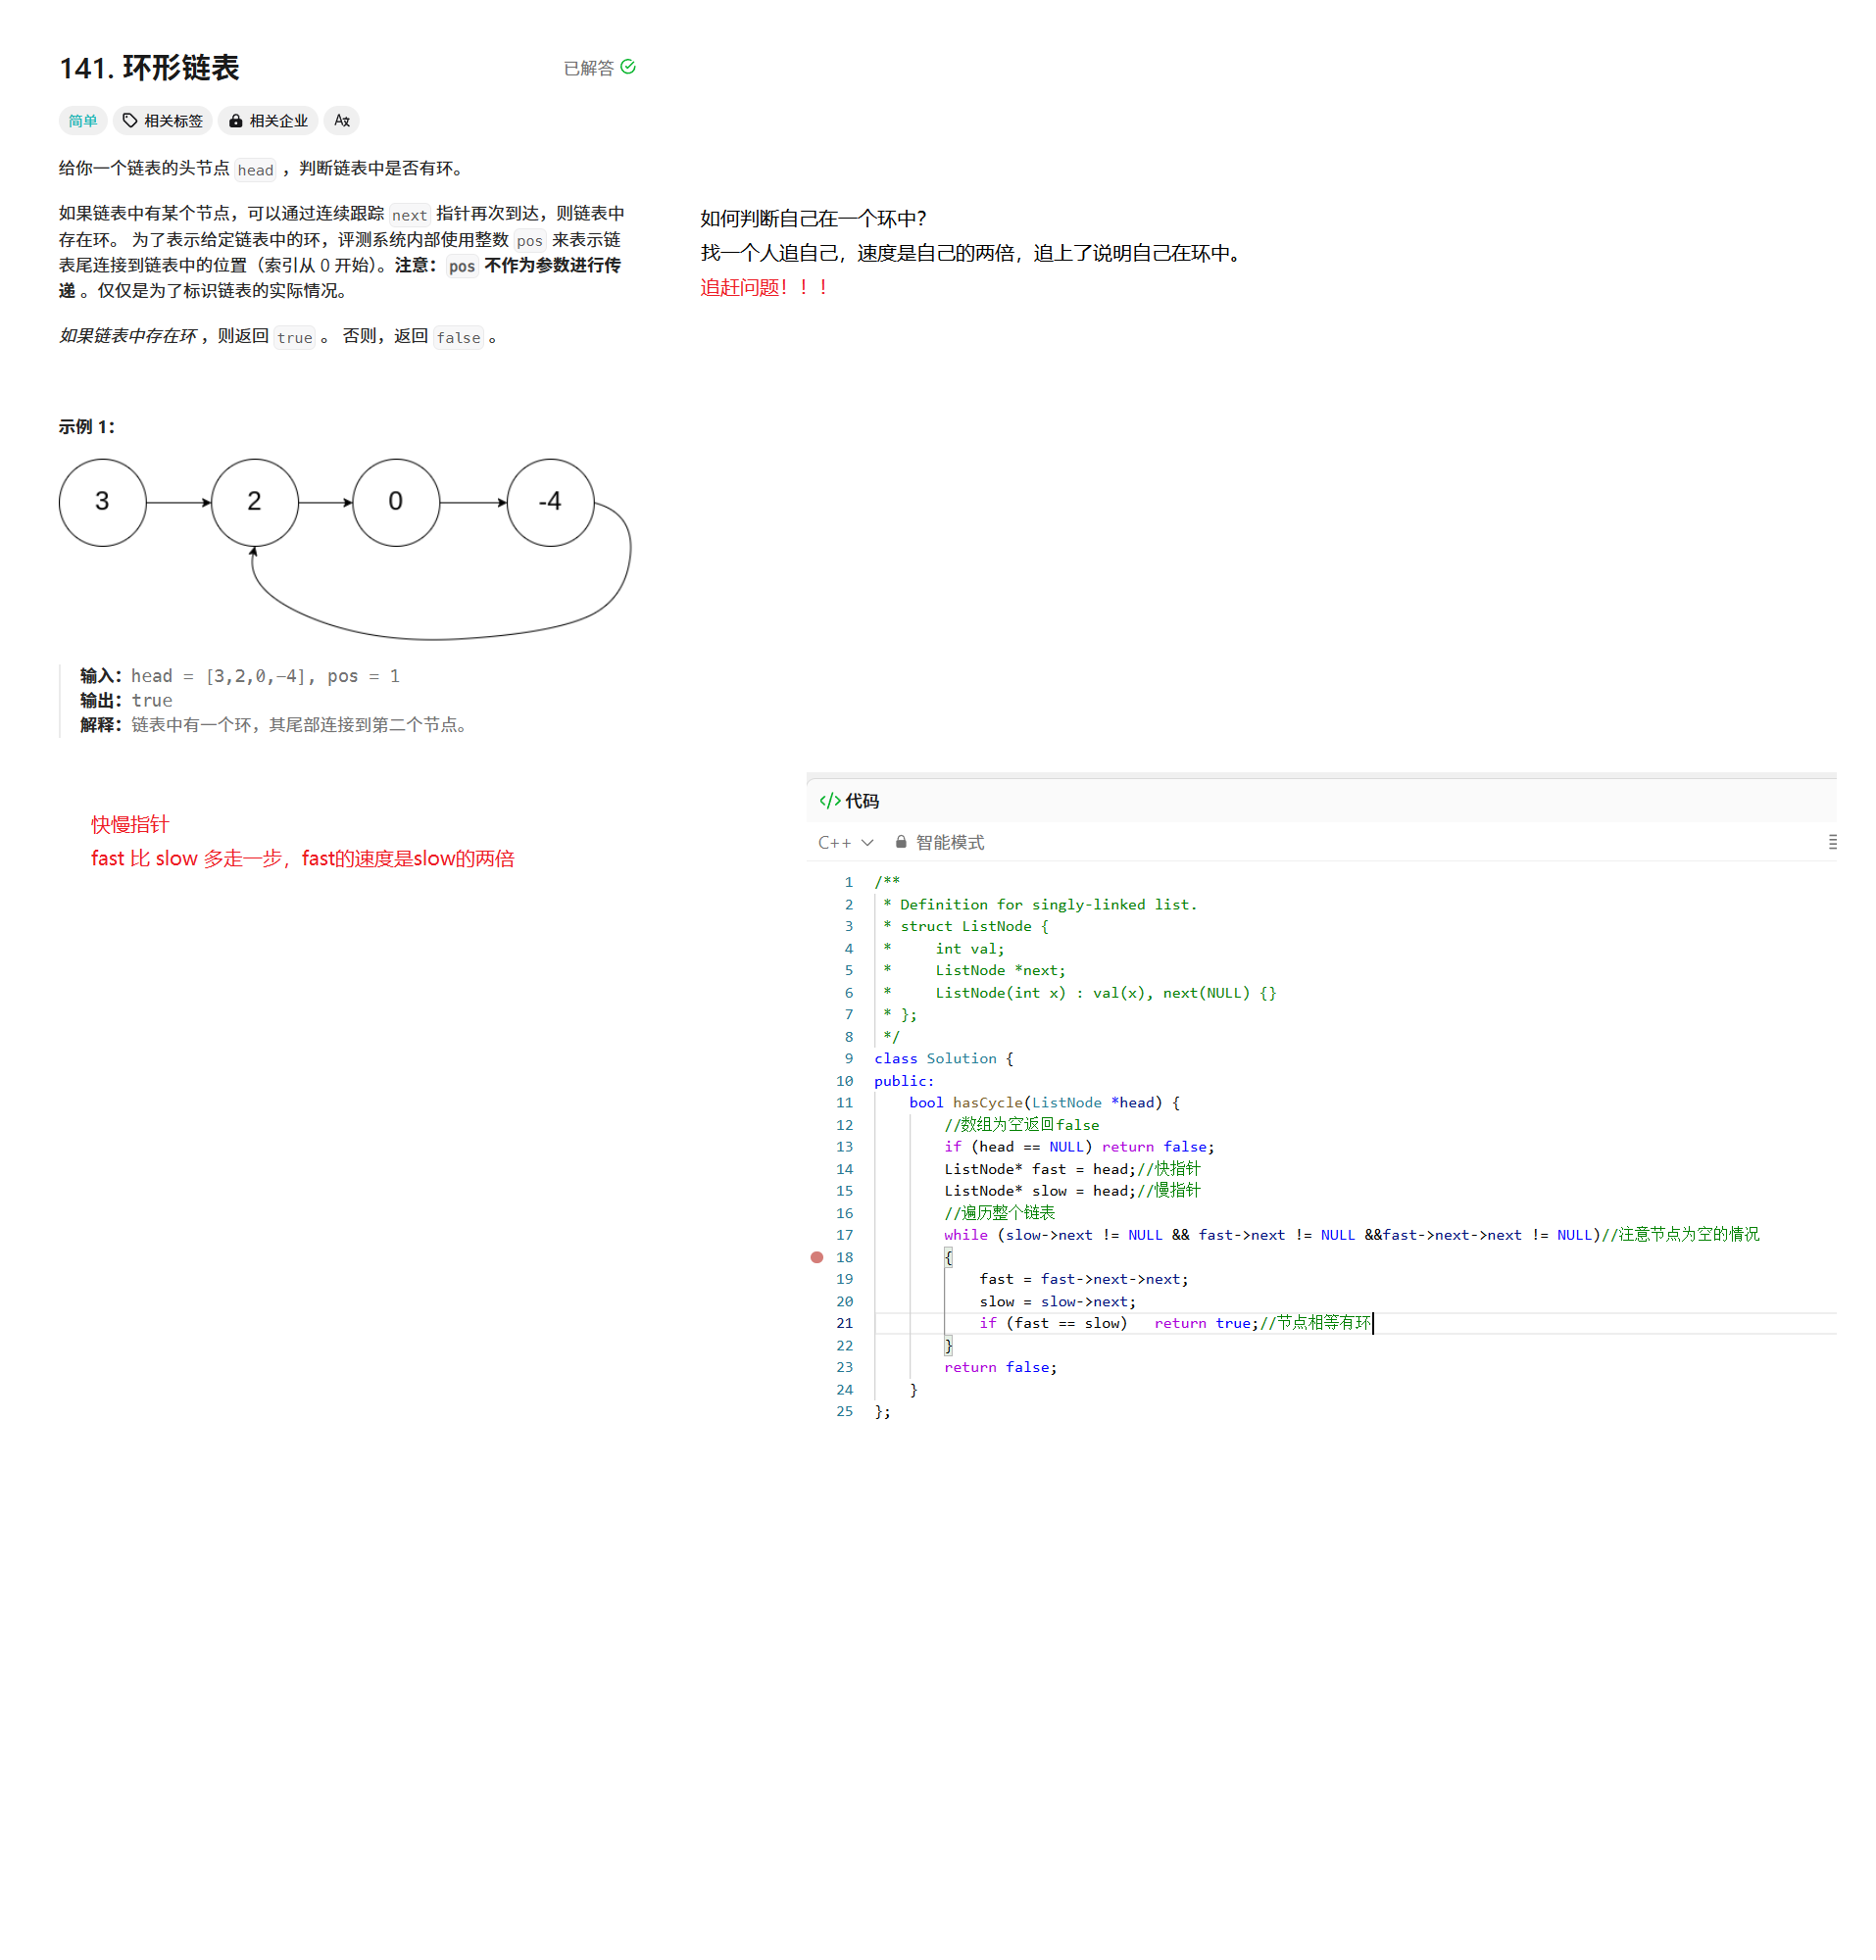 141. 环形链表
已解答
简单 相关标签 相关企业
给你一个链表的头节点 head ，判断链表中是否有环。
如果链表中有某个节点，可以通过连续跟踪 next 指针再次到达，则链表中
存在环。 为了表示给定链表中的环，评测系统内部使用整数 pos 来表示链
表尾连接到链表中的位置（索引从 0 开始）。注意：pos 不作为参数进行传
递 。仅仅是为了标识链表的实际情况。
如果链表中存在环 ，则返回 true 。 否则，返回 false 。
如何判断自己在一个环中？
找一个人追自己，速度是自己的两倍，追上了说明自己在环中。
追赶问题！！！
示例 1：
3 2 0 -4
输入：head = [3,2,0,-4], pos = 1
输出：true
解释：链表中有一个环，其尾部连接到第二个节点。
快慢指针
fast 比 slow 多走一步，fast的速度是slow的两倍
</> 代码
C++ 智能模式
1 /**
2 * Definition for singly-linked list.
3 * struct ListNode {
4 *     int val;
5 *     ListNode *next;
6 *     ListNode(int x) : val(x), next(NULL) {}
7 * };
8 */
9 class Solution {
10 public:
11     bool hasCycle(ListNode *head) {
12         //数组为空返回false
13         if (head == NULL) return false;
14         ListNode* fast = head;//快指针
15         ListNode* slow = head;//慢指针
16         //遍历整个链表
17         while (slow->next != NULL && fast->next != NULL &&fast->next->next != NULL)//注意节点为空的情况
18         {
19             fast = fast->next->next;
20             slow = slow->next;
21             if (fast == slow)   return true;//节点相等有环
22         }
23         return false;
24     }
25 };